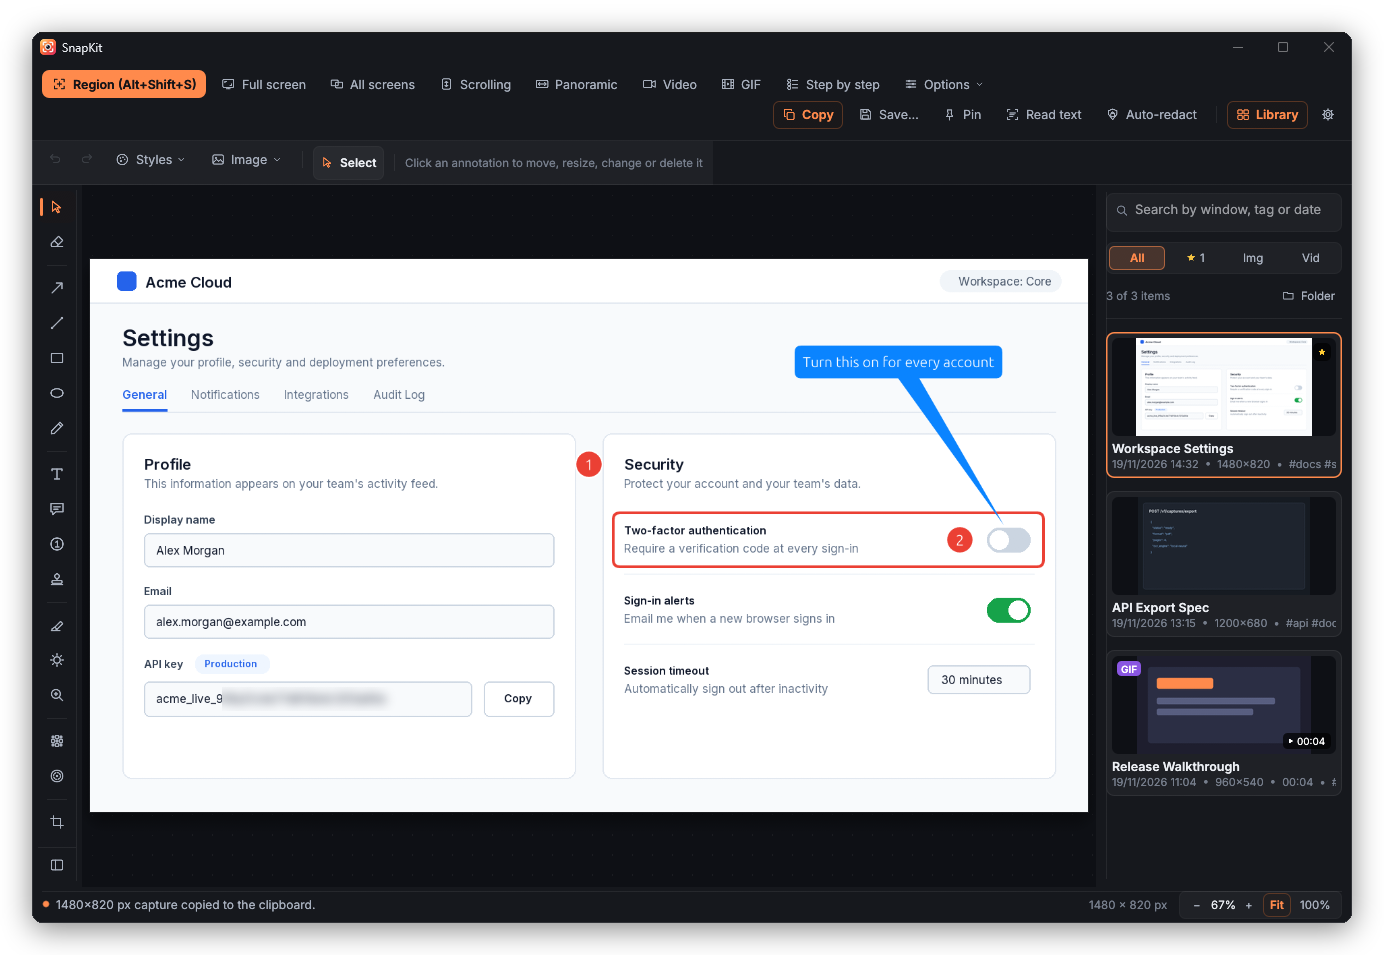 SnapKit
Region (Alt+Shift+S) Full screen All screens Scrolling Panoramic Video GIF Step by step Options
Copy Save... Pin Read text Auto-redact Library
Styles Image Select Click an annotation to move, resize, change or delete it
Search by window, tag or date
All ★ 1 Img Vid
3 of 3 items Folder
Acme Cloud Workspace: Core
Settings
Manage your profile, security and deployment preferences.
Turn this on for every account
General Notifications Integrations Audit Log
Profile
This information appears on your team's activity feed.
Display name
Alex Morgan
Email
alex.morgan@example.com
API key Production
acme_live_9
Copy
1
Security
Protect your account and your team's data.
Two-factor authentication
Require a verification code at every sign-in
2
Sign-in alerts
Email me when a new browser signs in
Session timeout
Automatically sign out after inactivity
30 minutes
Workspace Settings
19/11/2026 14:32 • 1480×820 • #docs #s
POST /v1/captures/export
API Export Spec
19/11/2026 13:15 • 1200×680 • #api #doc
GIF
00:04
Release Walkthrough
19/11/2026 11:04 • 960×540 • 00:04 • #
1480×820 px capture copied to the clipboard.
1480 × 820 px − 67% + Fit 100%